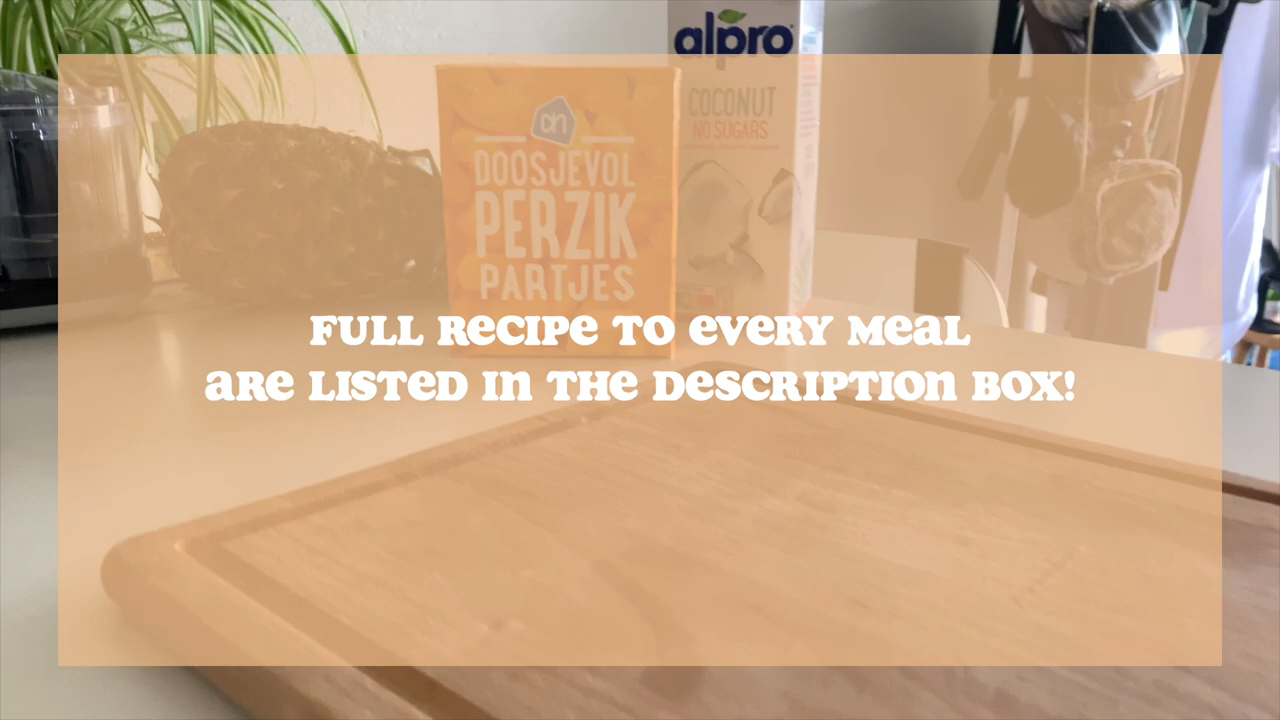 alpro
COCONUT
NO SUGARS
ah
DOOSJEVOL
PERZIK
PARTJES
FULL RECIPE TO EVERY MEAL
ARE LISTED IN THE DESCRIPTION BOX!